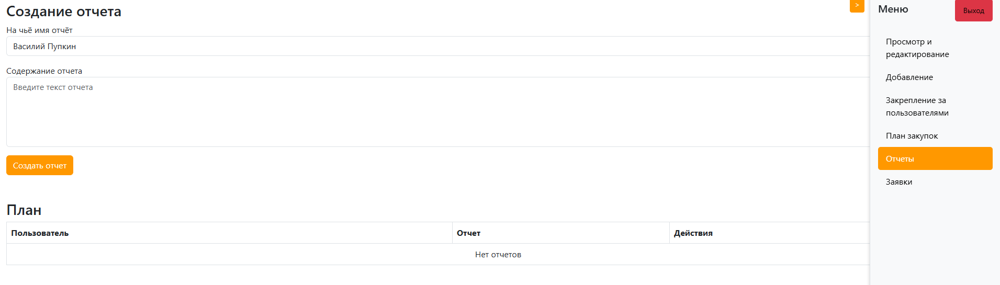 Создание отчета
На чьё имя отчёт
Василий Пупкин
Содержание отчета
Введите текст отчета
Создать отчет
План
Пользователь Отчет Действия
Нет отчетов
>
Меню
Выход
Просмотр и
редактирование
Добавление
Закрепление за
пользователями
План закупок
Отчеты
Заявки